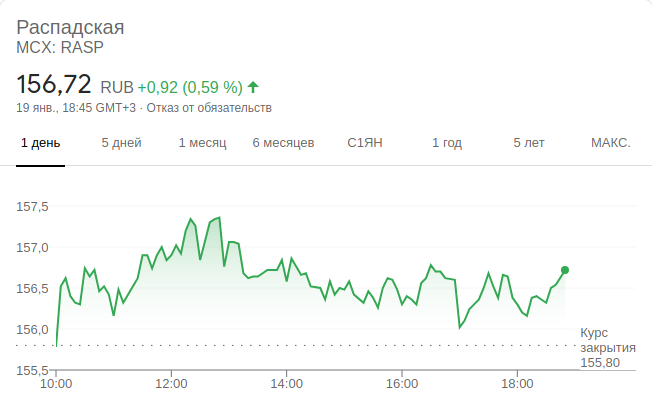 Распадская
MCX: RASP
156,72 RUB +0,92 (0,59 %)
19 янв., 18:45 GMT+3 · Отказ от обязательств
1 день 5 дней 1 месяц 6 месяцев С1ЯН 1 год 5 лет МАКС.
157,5
157,0
156,5
156,0
Курс
закрытия
155,80
155,5
10:00 12:00 14:00 16:00 18:00